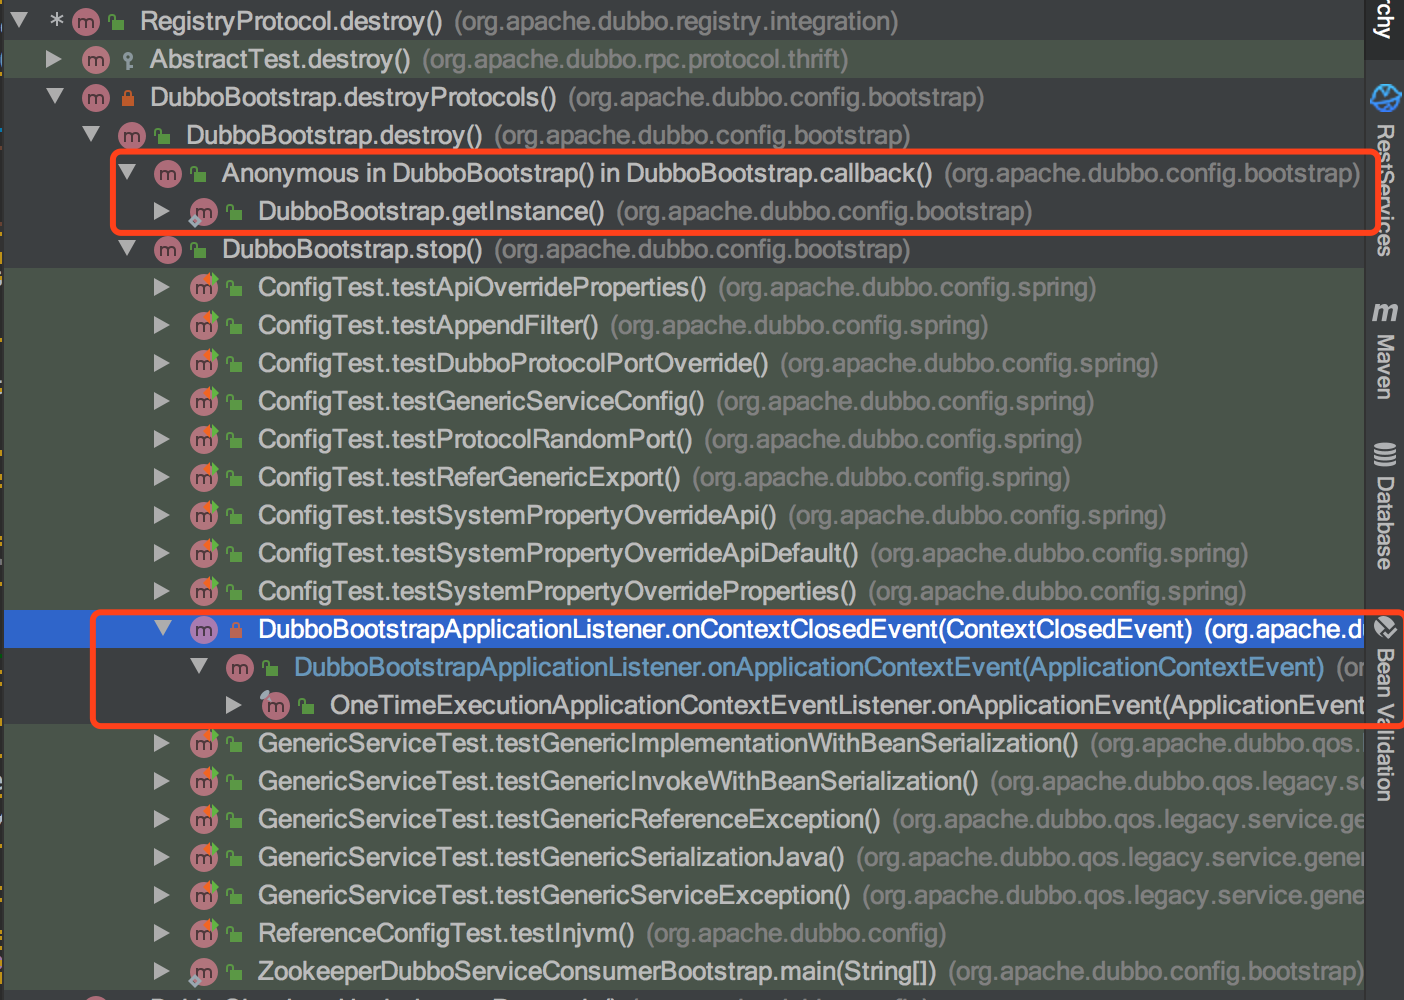 * m RegistryProtocol.destroy() (org.apache.dubbo.registry.integration)
m AbstractTest.destroy() (org.apache.dubbo.rpc.protocol.thrift)
m DubboBootstrap.destroyProtocols() (org.apache.dubbo.config.bootstrap)
m DubboBootstrap.destroy() (org.apache.dubbo.config.bootstrap)
m Anonymous in DubboBootstrap() in DubboBootstrap.callback() (org.apache.dubbo.config.bootstrap)
m DubboBootstrap.getInstance() (org.apache.dubbo.config.bootstrap)
m DubboBootstrap.stop() (org.apache.dubbo.config.bootstrap)
m ConfigTest.testApiOverrideProperties() (org.apache.dubbo.config.spring)
m ConfigTest.testAppendFilter() (org.apache.dubbo.config.spring)
m ConfigTest.testDubboProtocolPortOverride() (org.apache.dubbo.config.spring)
m ConfigTest.testGenericServiceConfig() (org.apache.dubbo.config.spring)
m ConfigTest.testProtocolRandomPort() (org.apache.dubbo.config.spring)
m ConfigTest.testReferGenericExport() (org.apache.dubbo.config.spring)
m ConfigTest.testSystemPropertyOverrideApi() (org.apache.dubbo.config.spring)
m ConfigTest.testSystemPropertyOverrideApiDefault() (org.apache.dubbo.config.spring)
m ConfigTest.testSystemPropertyOverrideProperties() (org.apache.dubbo.config.spring)
m DubboBootstrapApplicationListener.onContextClosedEvent(ContextClosedEvent) (org.apache.d
m DubboBootstrapApplicationListener.onApplicationContextEvent(ApplicationContextEvent) (or
m OneTimeExecutionApplicationContextEventListener.onApplicationEvent(ApplicationEvent
m GenericServiceTest.testGenericImplementationWithBeanSerialization() (org.apache.dubbo.qos.
m GenericServiceTest.testGenericInvokeWithBeanSerialization() (org.apache.dubbo.qos.legacy.se
m GenericServiceTest.testGenericReferenceException() (org.apache.dubbo.qos.legacy.service.ge
m GenericServiceTest.testGenericSerializationJava() (org.apache.dubbo.qos.legacy.service.gener
m GenericServiceTest.testGenericServiceException() (org.apache.dubbo.qos.legacy.service.gene
m ReferenceConfigTest.testInjvm() (org.apache.dubbo.config)
m ZookeeperDubboServiceConsumerBootstrap.main(String[]) (org.apache.dubbo.config.bootstrap)
rchy
RestServices
m Maven
Database
Bean Validation